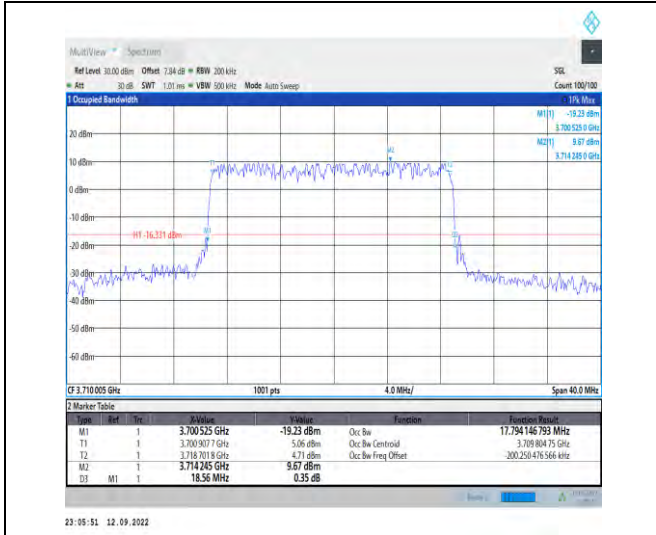 MultiView Spectrum
Ref Level 30.00 dBm Offset 7.84 dB RBW 200 kHz SGL
Att 30 dB SWT 1.01 ms VBW 500 kHz Mode Auto Sweep Count 100/100
1 Occupied Bandwidth 1Pk Max
M1[1] -19.23 dBm
3.700 525 0 GHz
20 dBm M2[1] 9.67 dBm
3.714 245 0 GHz
M2
10 dBm T1 T2
0 dBm
-10 dBm
H1 -16.331 dBm
-20 dBm
-30 dBm
-40 dBm
-50 dBm
-60 dBm
CF 3.710 005 GHz 1001 pts 4.0 MHz/ Span 40.0 MHz
2 Marker Table
Type Ref Trc X-Value Y-Value Function Function Result
M1 1 3.700 525 GHz -19.23 dBm Occ Bw 17.794 146 793 MHz
T1 1 3.700 907 7 GHz 5.06 dBm Occ Bw Centroid 3.709 804 75 GHz
T2 1 3.718 701 8 GHz 4.71 dBm Occ Bw Freq Offset -200.250 476 566 kHz
M2 1 3.714 245 GHz 9.67 dBm
D3 M1 1 18.56 MHz 0.35 dB
23:05:51 12.09.2022